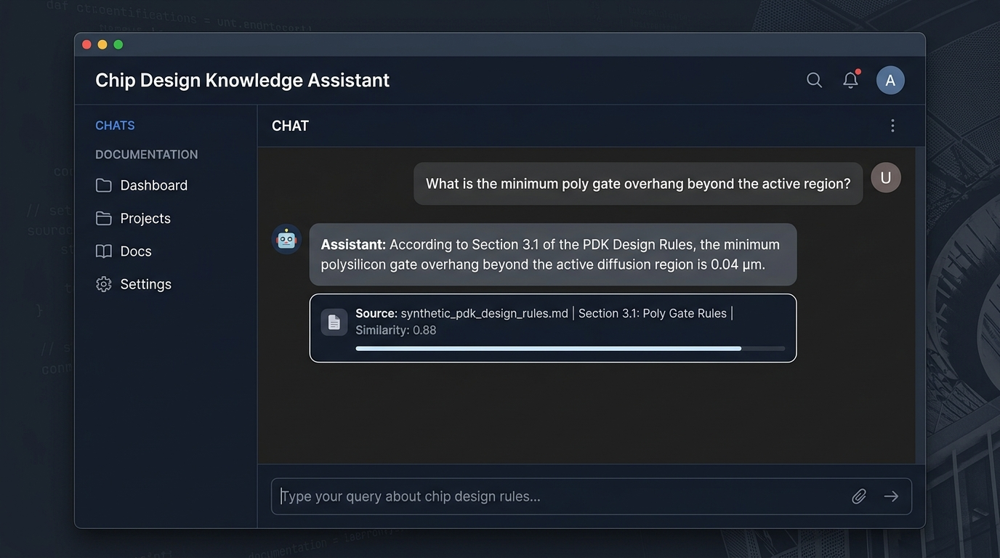 Chip Design Knowledge Assistant
A
CHATS
DOCUMENTATION
Dashboard
Projects
Docs
Settings
CHAT
What is the minimum poly gate overhang beyond the active region?
U
Assistant: According to Section 3.1 of the PDK Design Rules, the minimum
polysilicon gate overhang beyond the active diffusion region is 0.04 µm.
Source: synthetic_pdk_design_rules.md | Section 3.1: Poly Gate Rules |
Similarity: 0.88
Type your query about chip design rules...